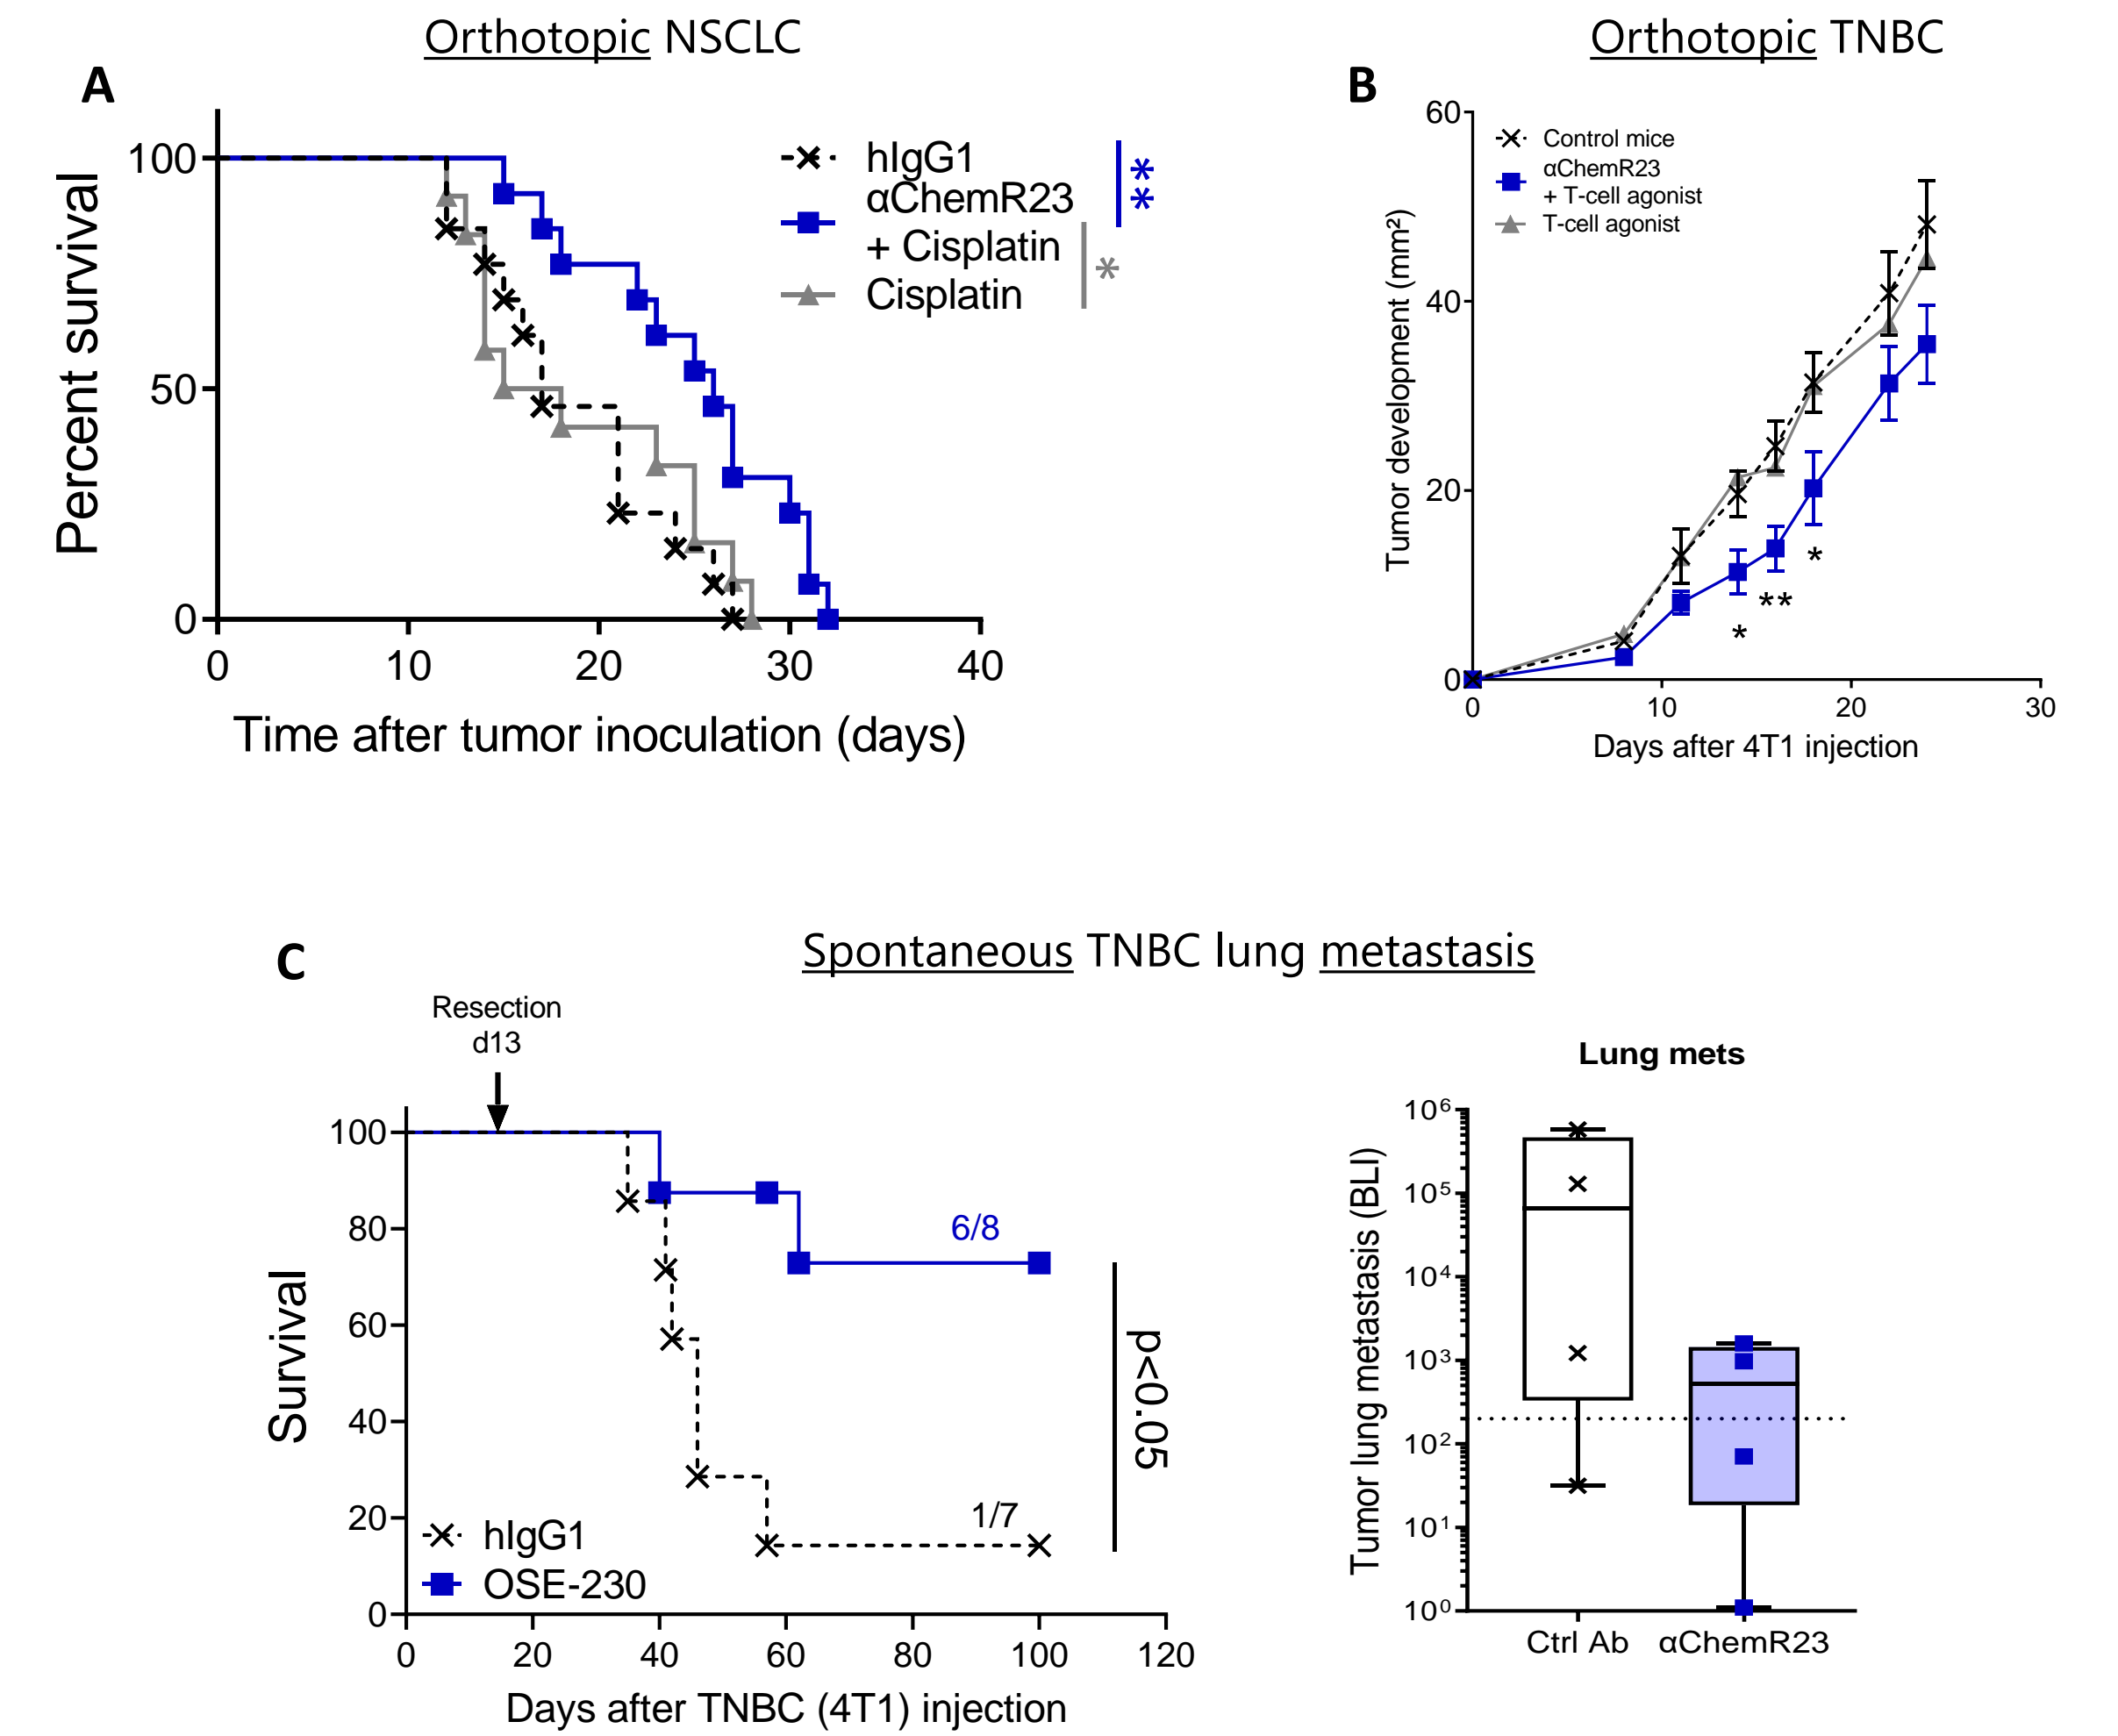 Orthotopic NSCLC
A
100
50
0
0 10 20 30 40
Percent survival
Time after tumor inoculation (days)
hIgG1
αChemR23
+ Cisplatin
Cisplatin
**
*
Orthotopic TNBC
B
60
40
20
0
0 10 20 30
Tumor development (mm²)
Days after 4T1 injection
Control mice
αChemR23
+ T-cell agonist
T-cell agonist
*
**
*
Spontaneous TNBC lung metastasis
C
Resection
d13
100
80
60
40
20
0
0 20 40 60 80 100 120
Survival
Days after TNBC (4T1) injection
6/8
1/7
p<0.05
hIgG1
OSE-230
Lung mets
10⁶
10⁵
10⁴
10³
10²
10¹
10⁰
Tumor lung metastasis (BLI)
Ctrl Ab αChemR23